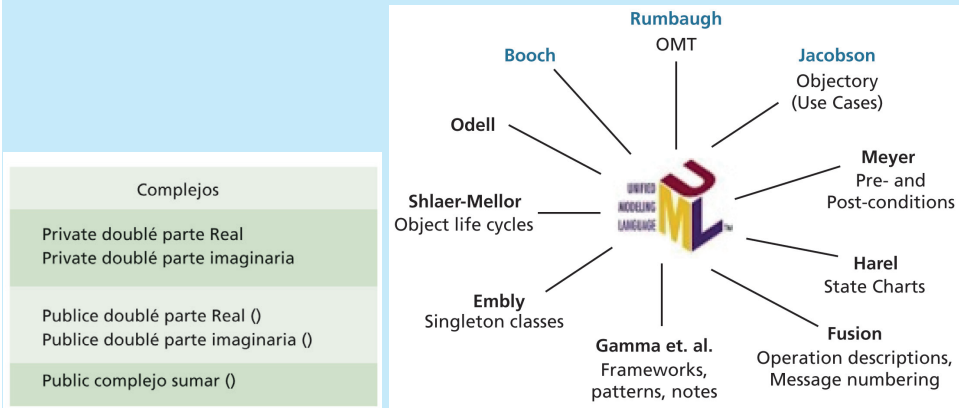 Complejos
Private doublé parte Real
Private doublé parte imaginaria
Publice doublé parte Real ()
Publice doublé parte imaginaria ()
Public complejo sumar ()
Rumbaugh
OMT
Booch
Jacobson
Objectory
(Use Cases)
Odell
Meyer
Pre- and
Post-conditions
Shlaer-Mellor
Object life cycles
UNIFIED
MODELING
LANGUAGE
UML
TM
Harel
State Charts
Embly
Singleton classes
Gamma et. al.
Frameworks,
patterns, notes
Fusion
Operation descriptions,
Message numbering